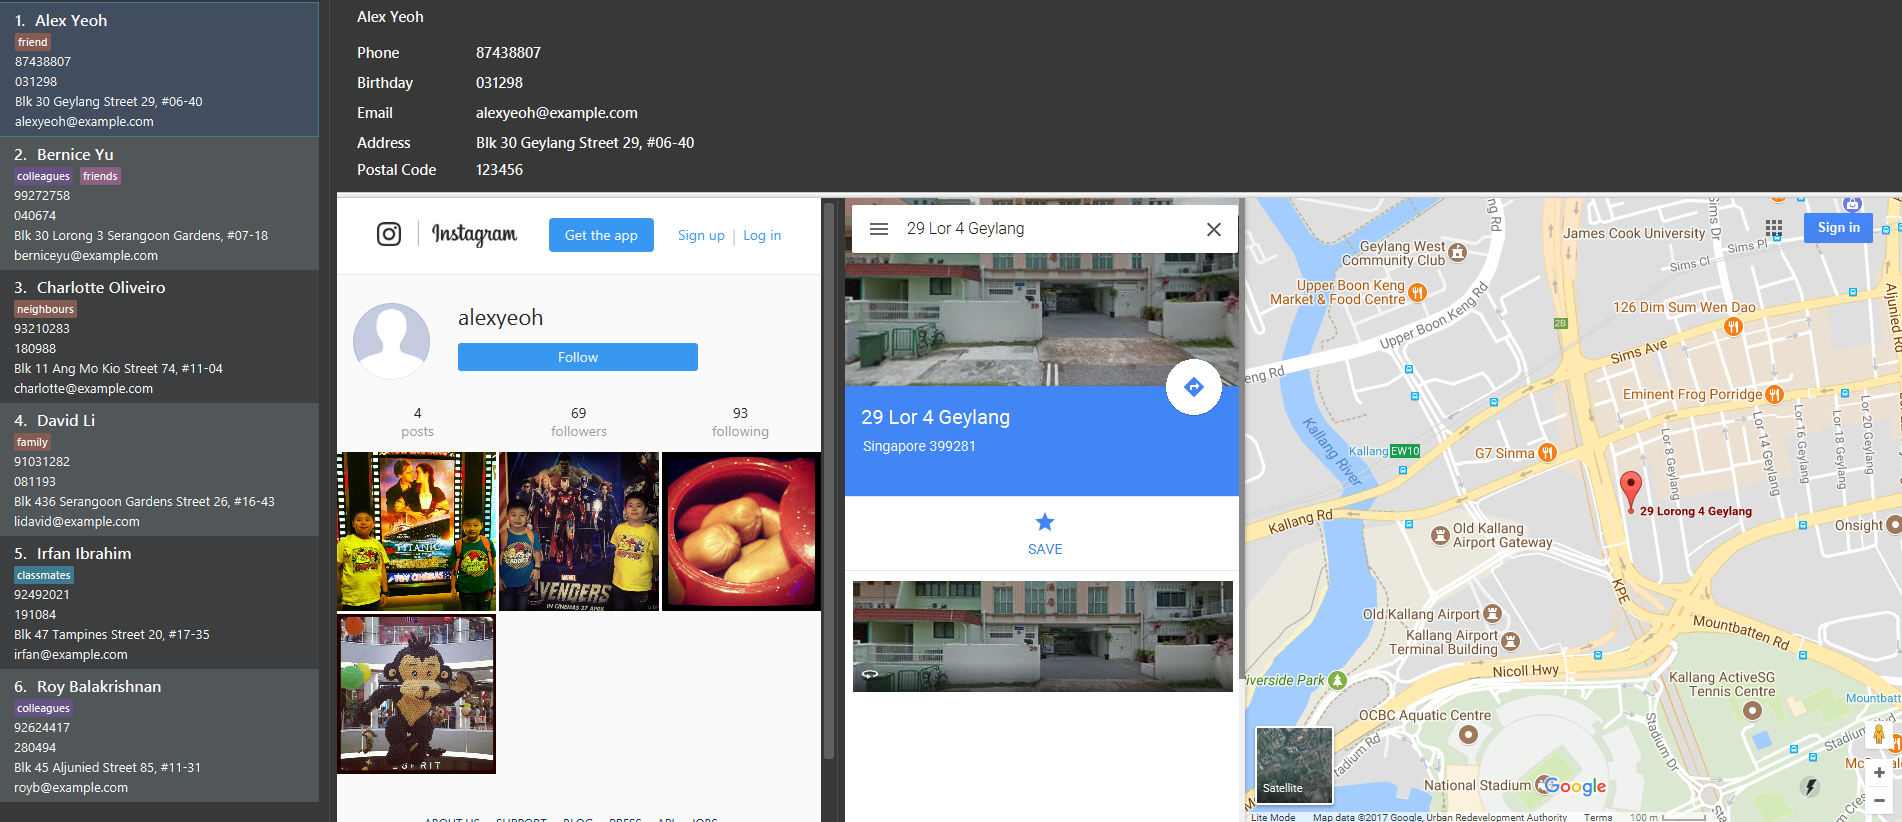 1. Alex Yeoh
friend
87438807
031298
Blk 30 Geylang Street 29, #06-40
alexyeoh@example.com
2. Bernice Yu
colleagues friends
99272758
040674
Blk 30 Lorong 3 Serangoon Gardens, #07-18
berniceyu@example.com
3. Charlotte Oliveiro
neighbours
93210283
180988
Blk 11 Ang Mo Kio Street 74, #11-04
charlotte@example.com
4. David Li
family
91031282
081193
Blk 436 Serangoon Gardens Street 26, #16-43
lidavid@example.com
5. Irfan Ibrahim
classmates
92492021
191084
Blk 47 Tampines Street 20, #17-35
irfan@example.com
6. Roy Balakrishnan
colleagues
92624417
280494
Blk 45 Aljunied Street 85, #11-31
royb@example.com
Alex Yeoh
Phone 87438807
Birthday 031298
Email alexyeoh@example.com
Address Blk 30 Geylang Street 29, #06-40
Postal Code 123456
Instagram
Get the app
Sign up | Log in
alexyeoh
Follow
4 posts
69 followers
93 following
TITANIC
MARVEL
AVENGERS
IN CINEMAS 27 APRIL
29 Lor 4 Geylang
29 Lor 4 Geylang
Singapore 399281
SAVE
Sign in
James Cook University
Sims Dr
Sims Pl
Sims Cl
Geylang West
Community Club
Upper Boon Keng
Market & Food Centre
Upper Boon Keng Rd
126 Dim Sum Wen Dao
Aljunied Rd
2B
Sims Ave
eng Rd
Eminent Frog Porridge
Kallang River
Kallang EW10
G7 Sinma
Lor 8 Geylang
Lor 14 Geylang
Lor 16 Geylang
Lor 18 Geylang
Lor 20 Geylang
29 Lorong 4 Geylang
Kallang Rd
Old Kallang
Airport Gateway
Onsight
KPE
Old Kallang Airport
Kallang Airport
Terminal Building
Mountbatten Rd
Nicoll Hwy
Kallang ActiveSG
Tennis Centre
iverside Park
Mountbatt
OCBC Aquatic Centre
Stadium Dr
Stadium
McD
National Stadium
Google
Satellite
Lite Mode Map data ©2017 Google, Urban Redevelopment Authority Terms 100 m